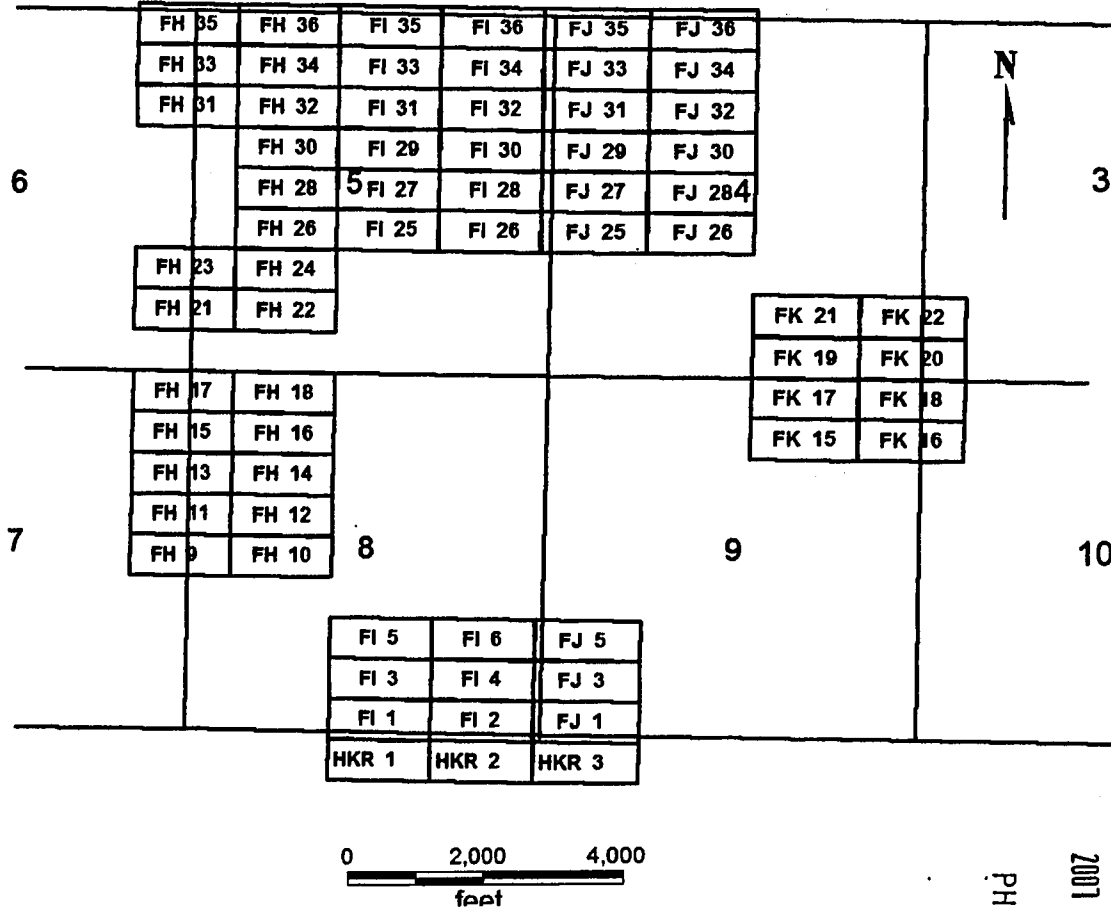 FH 35 FH 36 FI 35 FI 36 FJ 35 FJ 36
FH 33 FH 34 FI 33 FI 34 FJ 33 FJ 34
N
FH 31 FH 32 FI 31 FI 32 FJ 31 FJ 32
FH 30 FI 29 FI 30 FJ 29 FJ 30
6 FH 28 5 FI 27 FI 28 FJ 27 FJ 28 4 3
FH 26 FI 25 FI 26 FJ 25 FJ 26
FH 23 FH 24
FH 21 FH 22 FK 21 FK 22
FK 19 FK 20
FH 17 FH 18 FK 17 FK 18
FH 15 FH 16 FK 15 FK 16
FH 13 FH 14
FH 11 FH 12
7 FH 9 FH 10 8 9 10
FI 5 FI 6 FJ 5
FI 3 FI 4 FJ 3
FI 1 FI 2 FJ 1
HKR 1 HKR 2 HKR 3
0 2,000 4,000
feet
2001
PH